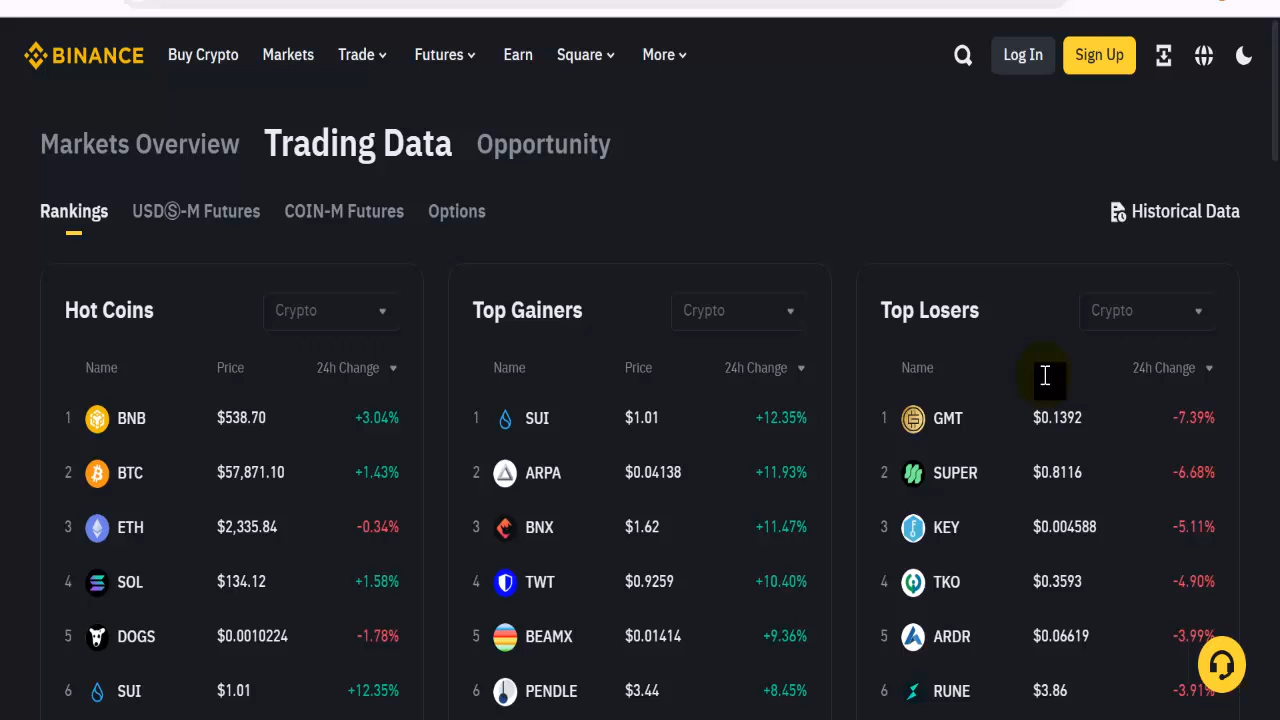 BINANCE Buy Crypto Markets Trade Futures Earn Square More Log In Sign Up
Markets Overview Trading Data Opportunity
Rankings USDⓈ-M Futures COIN-M Futures Options Historical Data
Hot Coins Crypto
Name Price 24h Change
1 BNB $538.70 +3.04%
2 BTC $57,871.10 +1.43%
3 ETH $2,335.84 -0.34%
4 SOL $134.12 +1.58%
5 DOGS $0.0010224 -1.78%
6 SUI $1.01 +12.35%
Top Gainers Crypto
Name Price 24h Change
1 SUI $1.01 +12.35%
2 ARPA $0.04138 +11.93%
3 BNX $1.62 +11.47%
4 TWT $0.9259 +10.40%
5 BEAMX $0.01414 +9.36%
6 PENDLE $3.44 +8.45%
Top Losers Crypto
Name 24h Change
1 GMT $0.1392 -7.39%
2 SUPER $0.8116 -6.68%
3 KEY $0.004588 -5.11%
4 TKO $0.3593 -4.90%
5 ARDR $0.06619 -3.99%
6 RUNE $3.86 -3.91%